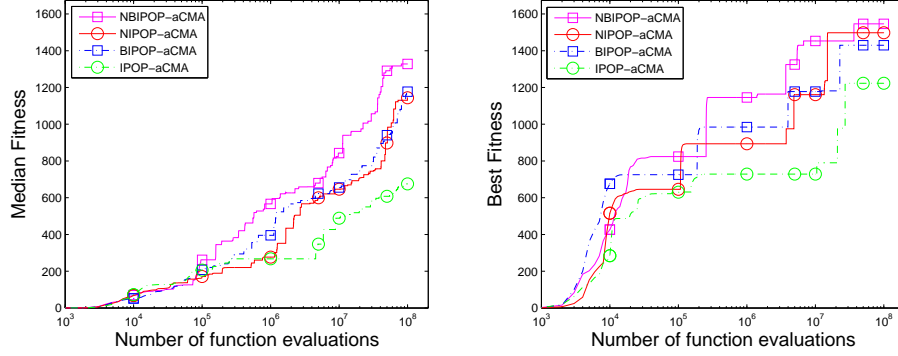 NBIPOP−aCMA
NIPOP−aCMA
BIPOP−aCMA
IPOP−aCMA
Median Fitness
1600
1400
1200
1000
800
600
400
200
0
10^3 10^4 10^5 10^6 10^7 10^8
Number of function evaluations
NBIPOP−aCMA
NIPOP−aCMA
BIPOP−aCMA
IPOP−aCMA
Best Fitness
1600
1400
1200
1000
800
600
400
200
0
10^3 10^4 10^5 10^6 10^7 10^8
Number of function evaluations